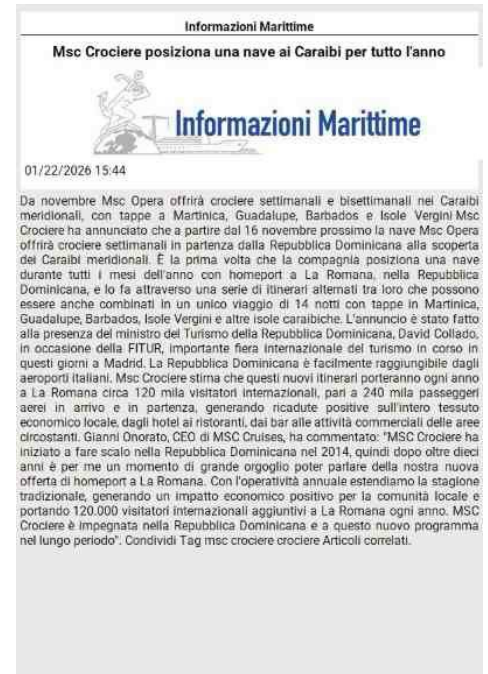 Informazioni Marittime
Msc Crociere posiziona una nave ai Caraibi per tutto l'anno
Informazioni Marittime
01/22/2026 15:44
Da novembre Msc Opera offrirà crociere settimanali e bisettimanali nei Caraibi
meridionali, con tappe a Martinica, Guadalupe, Barbados e Isole Vergini Msc
Crociere ha annunciato che a partire dal 16 novembre prossimo la nave Msc Opera
offrirà crociere settimanali in partenza dalla Repubblica Dominicana alla scoperta
dei Caraibi meridionali. È la prima volta che la compagnia posiziona una nave
durante tutti i mesi dell'anno con homeport a La Romana, nella Repubblica
Dominicana, e lo fa attraverso una serie di itinerari alternati tra loro che possono
essere anche combinati in un unico viaggio di 14 notti con tappe in Martinica,
Guadalupe, Barbados, Isole Vergini e altre isole caraibiche. L'annuncio è stato fatto
alla presenza del ministro del Turismo della Repubblica Dominicana, David Collado,
in occasione della FITUR, importante fiera internazionale del turismo in corso in
questi giorni a Madrid. La Repubblica Dominicana è facilmente raggiungibile dagli
aeroporti italiani. Msc Crociere stima che questi nuovi itinerari porteranno ogni anno
a La Romana circa 120 mila visitatori internazionali, pari a 240 mila passeggeri
aerei in arrivo e in partenza, generando ricadute positive sull'intero tessuto
economico locale, dagli hotel ai ristoranti, dai bar alle attività commerciali delle aree
circostanti. Gianni Onorato, CEO di MSC Cruises, ha commentato: "MSC Crociere ha
iniziato a fare scalo nella Repubblica Dominicana nel 2014, quindi dopo oltre dieci
anni è per me un momento di grande orgoglio poter parlare della nostra nuova
offerta di homeport a La Romana. Con l'operatività annuale estendiamo la stagione
tradizionale, generando un impatto economico positivo per la comunità locale e
portando 120.000 visitatori internazionali aggiuntivi a La Romana ogni anno. MSC
Crociere è impegnata nella Repubblica Dominicana e a questo nuovo programma
nel lungo periodo". Condividi Tag msc crociere crociere Articoli correlati.